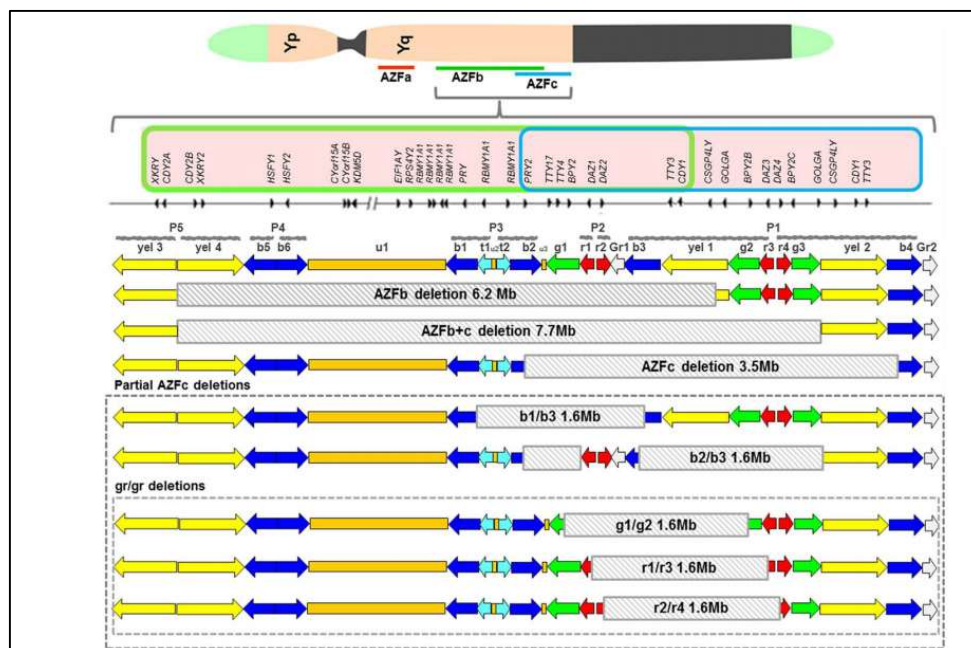 Yp Yq
AZFa AZFb AZFc
XKRY CDY2A CDY2B XKRY2 HSFY1 HSFY2 CYorf15A CYorf15B KDM5D EIF1AY RPS4Y2 RBMY1A1 RBMY1A1 RBMY1A1 RBMY1A1 PRY RBMY1A1 RBMY1A1 PRY2 TTY17 TTY4 BPY2 DAZ1 DAZ2 TTY3 CDY1 CSGP4LY GOLGA BPY2B DAZ3 DAZ4 BPY2C GOLGA CSGP4LY CDY1 TTY3
P5 P4 P3 P2 P1
yel 3 yel 4 b5 b6 u1 b1 t1 u2 t2 b2 u3 g1 r1 r2 Gr1 b3 yel 1 g2 r3 r4 g3 yel 2 b4 Gr2
AZFb deletion 6.2 Mb
AZFb+c deletion 7.7Mb
AZFc deletion 3.5Mb
Partial AZFc deletions
b1/b3 1.6Mb
b2/b3 1.6Mb
gr/gr deletions
g1/g2 1.6Mb
r1/r3 1.6Mb
r2/r4 1.6Mb